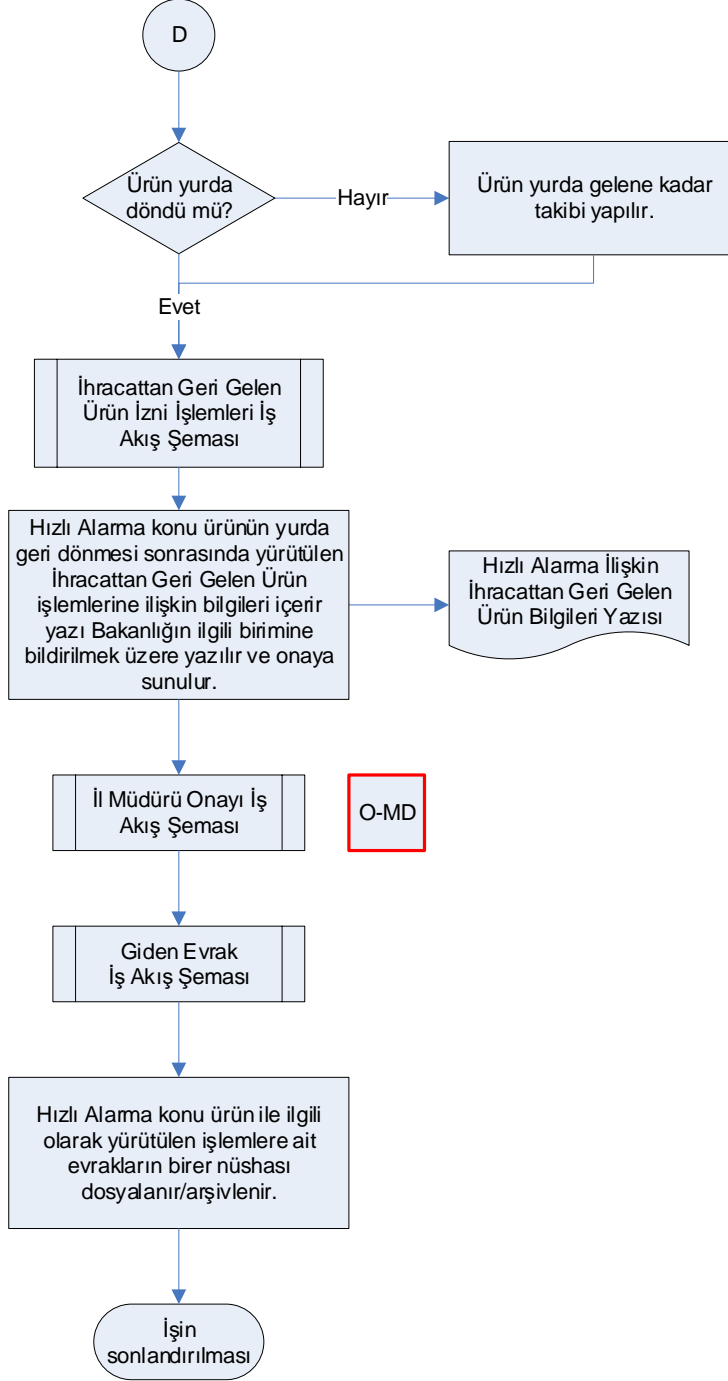 D
Ürün yurda
döndü mü?
Hayır
Ürün yurda gelene kadar
takibi yapılır.
Evet
İhracattan Geri Gelen
Ürün İzni İşlemleri İş
Akış Şeması
Hızlı Alarma konu ürünün yurda
geri dönmesi sonrasında yürütülen
İhracattan Geri Gelen Ürün
işlemlerine ilişkin bilgileri içerir
yazı Bakanlığın ilgili birimine
bildirilmek üzere yazılır ve onaya
sunulur.
Hızlı Alarma İlişkin
İhracattan Geri Gelen
Ürün Bilgileri Yazısı
İl Müdürü Onayı İş
Akış Şeması
O-MD
Giden Evrak
İş Akış Şeması
Hızlı Alarma konu ürün ile ilgili
olarak yürütülen işlemlere ait
evrakların birer nüshası
dosyalanır/arşivlenir.
İşin
sonlandırılması